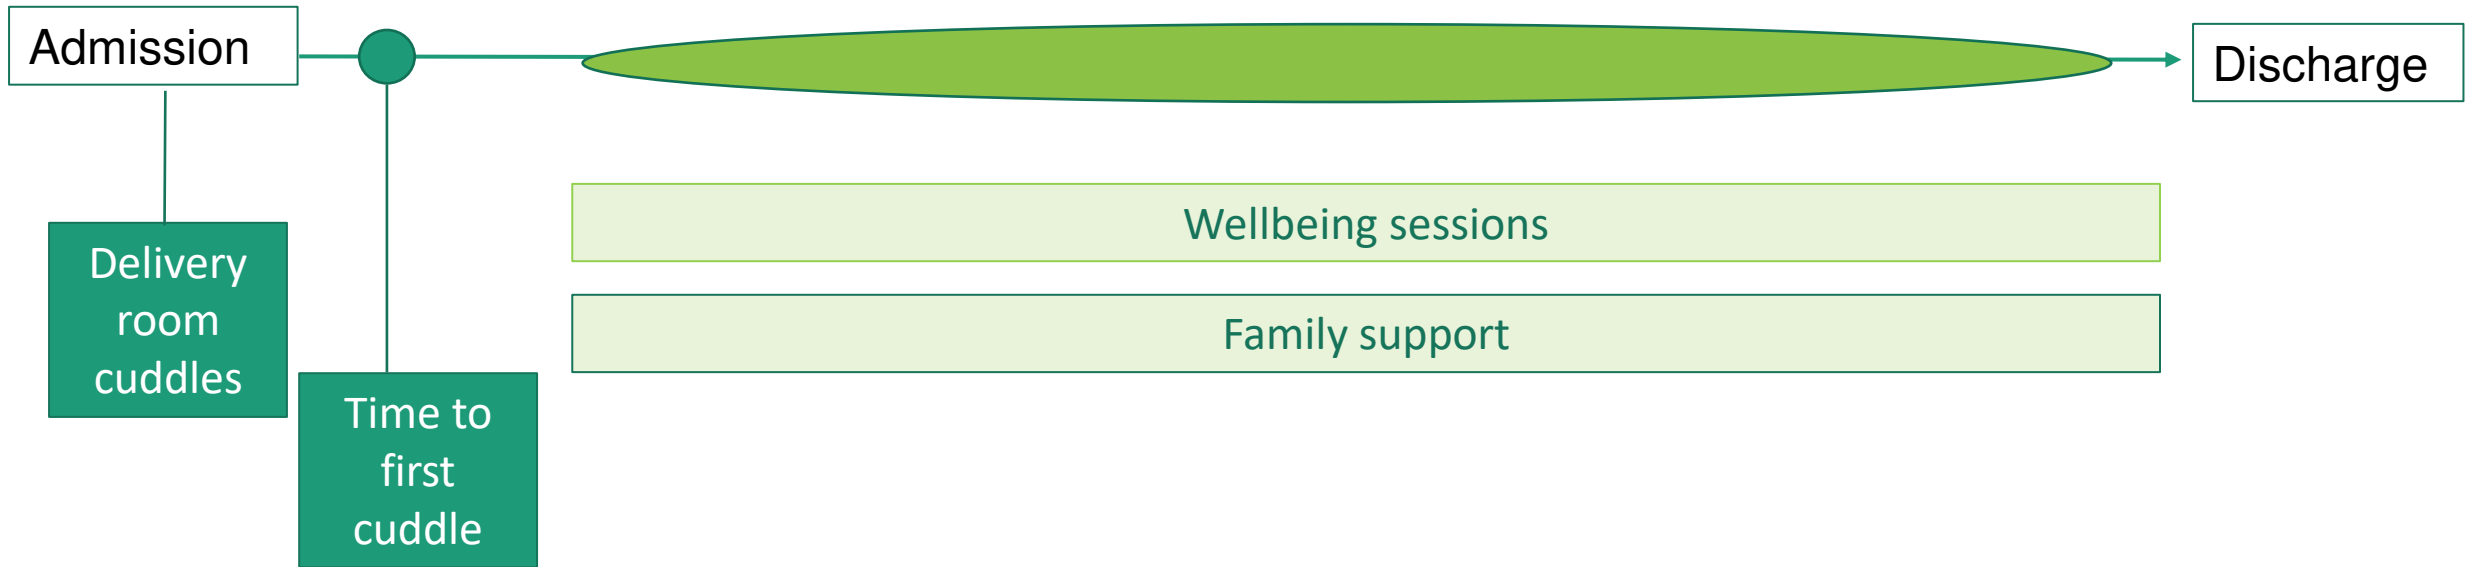 Admission
Discharge
Wellbeing sessions
Delivery
room
cuddles
Family support
Time to
first
cuddle